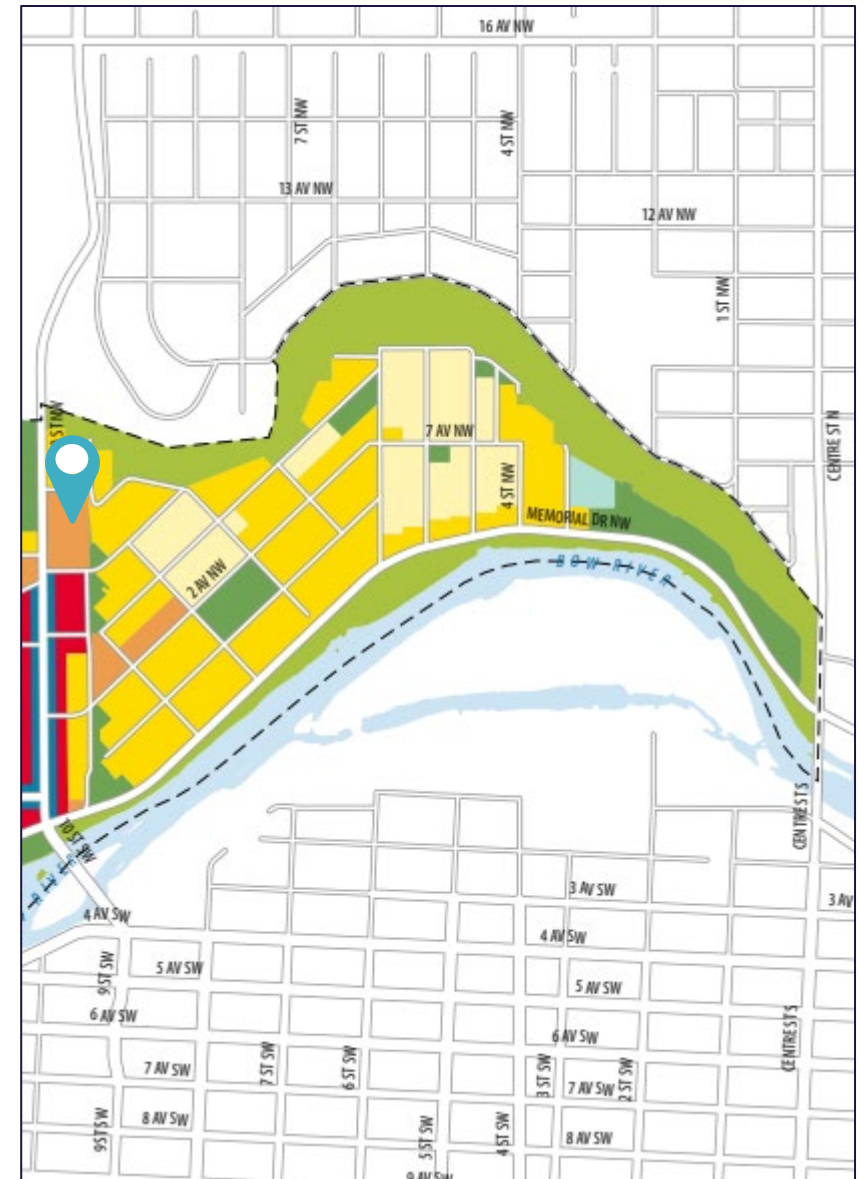 16 AV NW
7 ST NW
4 ST NW
13 AV NW
12 AV NW
1 ST NW
CENTRE ST N
7 AV NW
4 ST NW
MEMORIAL DR NW
BOW RIVER
2 AV NW
CENTRE ST S
10 ST SW
3 AV SW
3 AV
4 AV SW
4 AV SW
9 ST SW
5 AV SW
5 AV SW
6 AV SW
CENTRE ST S
6 AV SW
7 ST SW
6 ST SW
3 ST SW
2 ST SW
7 AV SW
7 AV SW
9 ST SW
8 AV SW
5 ST SW
4 ST SW
8 AV SW
9 AV SW